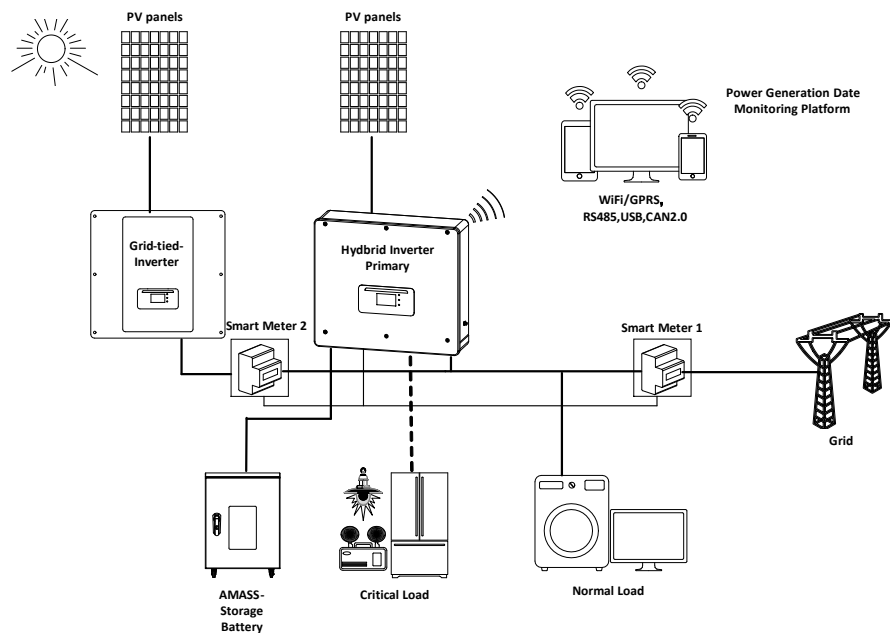 PV panels
PV panels
Power Generation Date
Monitoring Platform
WiFi/GPRS,
RS485,USB,CAN2.0
Grid-tied-
Inverter
Hydbrid Inverter
Primary
Smart Meter 2
Smart Meter 1
Grid
AMASS-
Storage
Battery
Critical Load
Normal Load